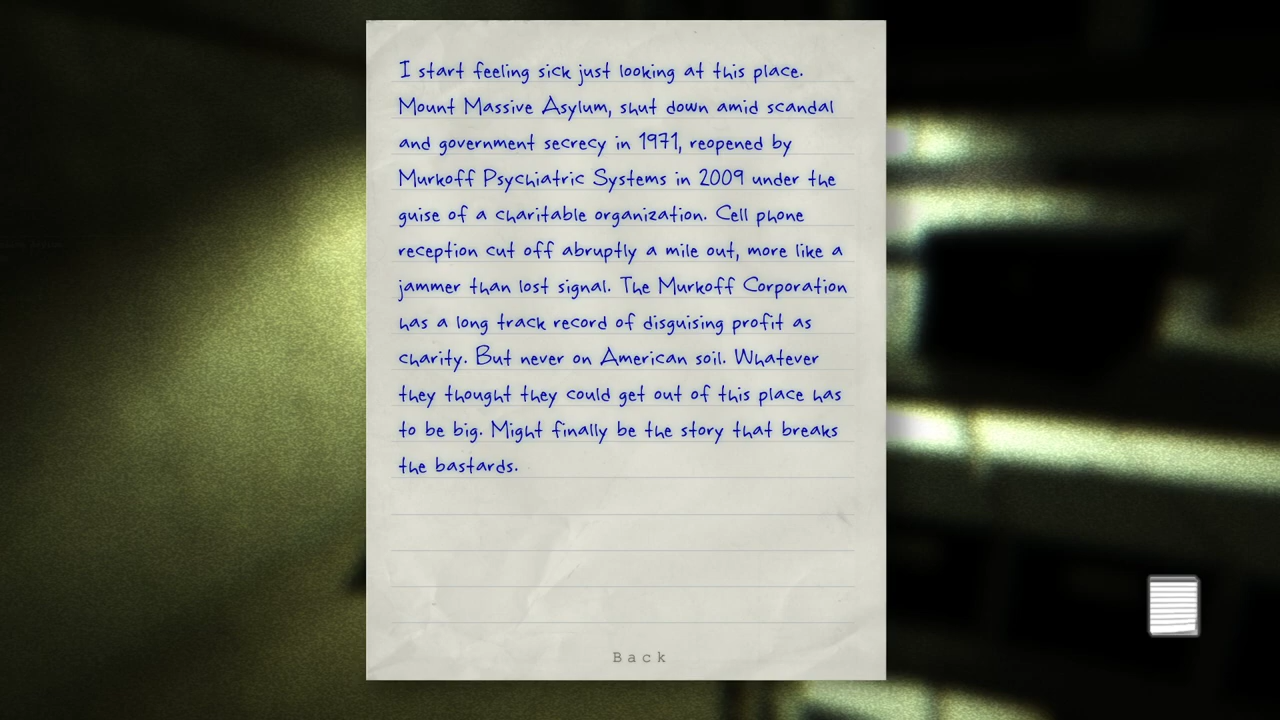 I start feeling sick just looking at this place.
Mount Massive Asylum, shut down amid scandal
and government secrecy in 1971, reopened by
Murkoff Psychiatric Systems in 2009 under the
guise of a charitable organization. Cell phone
reception cut off abruptly a mile out, more like a
jammer than lost signal. The Murkoff Corporation
has a long track record of disguising profit as
charity. But never on American soil. Whatever
they thought they could get out of this place has
to be big. Might finally be the story that breaks
the bastards.
Back